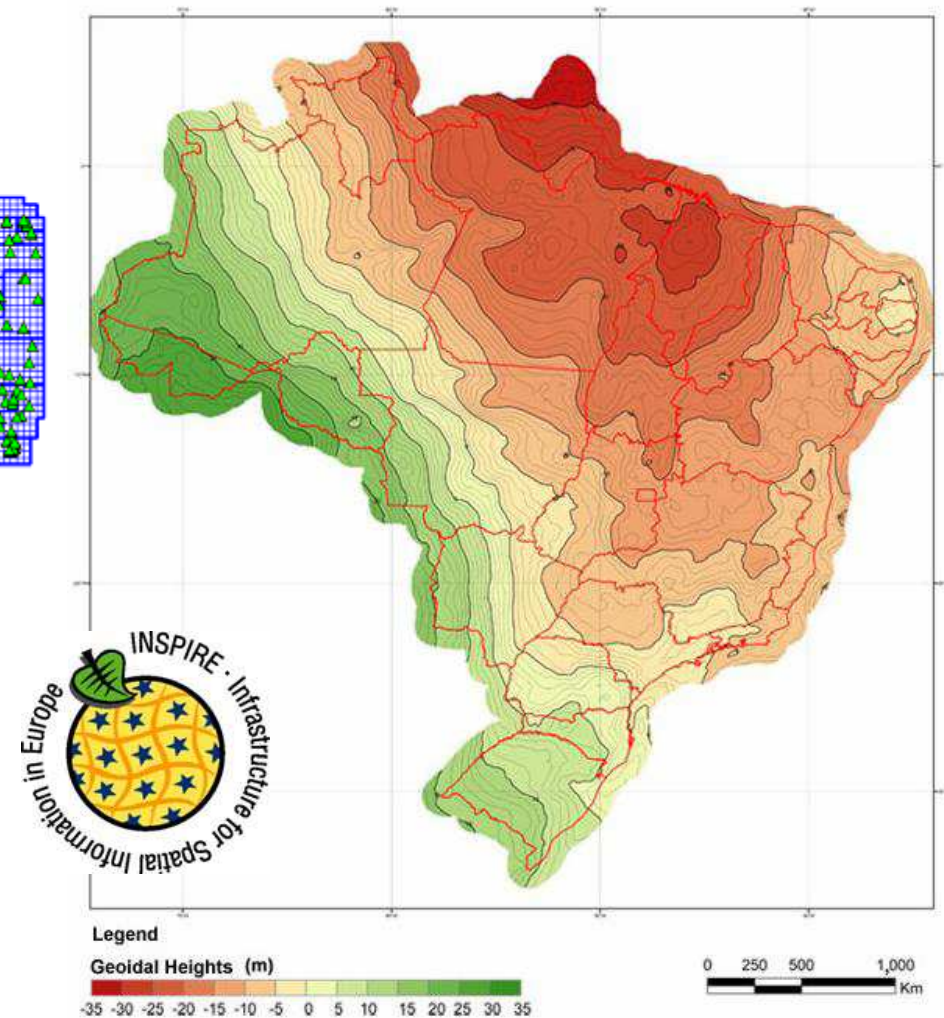 INSPIRE · Infrastructure for Spatial Information in Europe
Legend
Geoidal Heights (m)
-35 -30 -25 -20 -15 -10 -5 0 5 10 15 20 25 30 35
0 250 500 1,000
Km